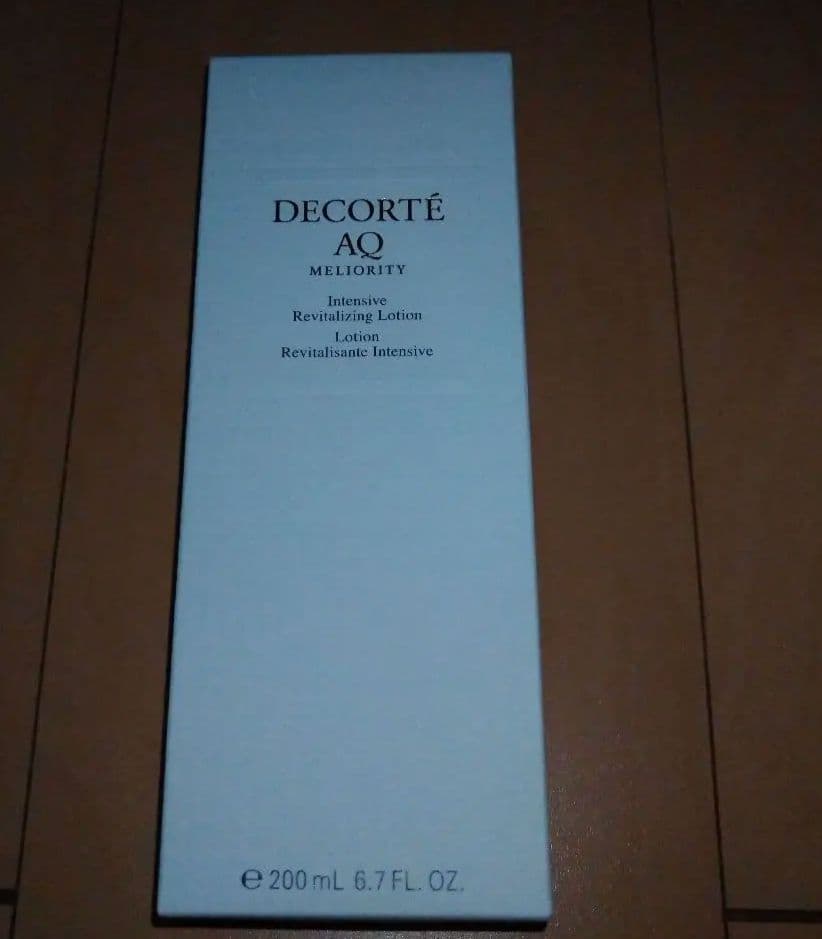 DECORTÉ
AQ
MELIORITY
Intensive
Revitalizing Lotion
Lotion
Revitalisante Intensive
℮ 200 mL 6.7 FL. OZ.